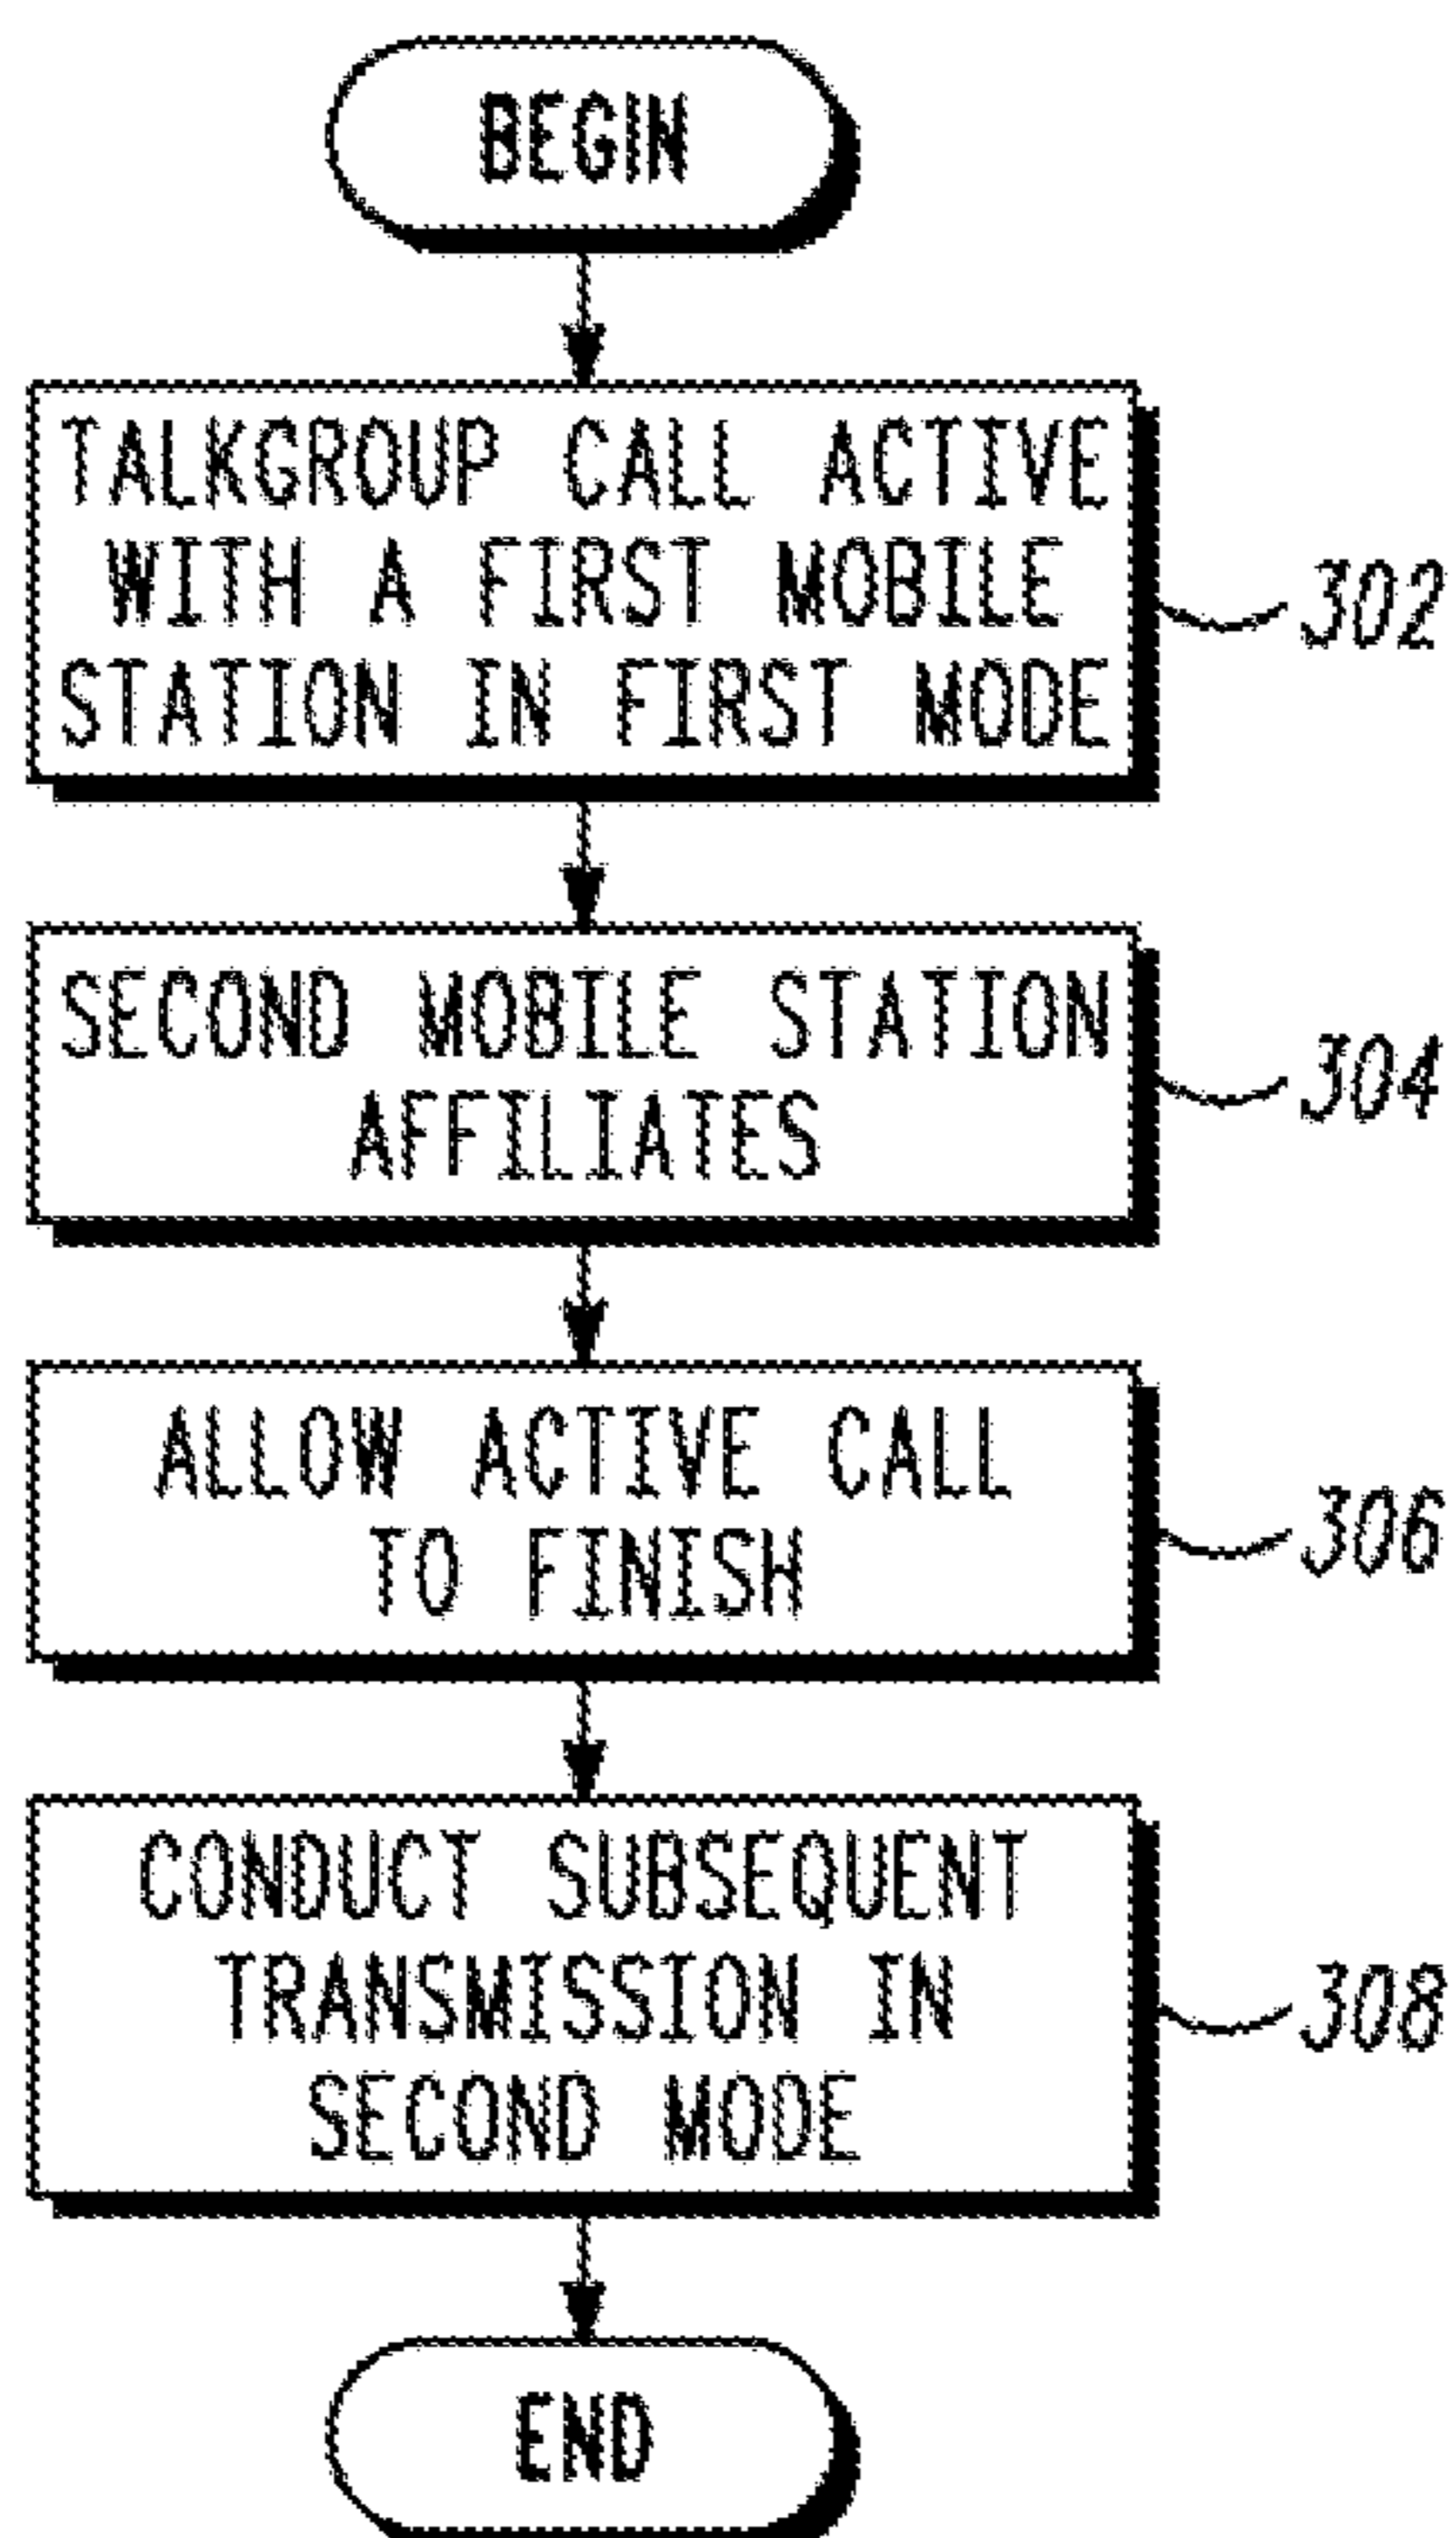 BEGIN
TALKGROUP CALL ACTIVE
WITH A FIRST MOBILE
STATION IN FIRST MODE
302
SECOND MOBILE STATION
AFFILIATES
304
ALLOW ACTIVE CALL
TO FINISH
306
CONDUCT SUBSEQUENT
TRANSMISSION IN
SECOND MODE
308
END